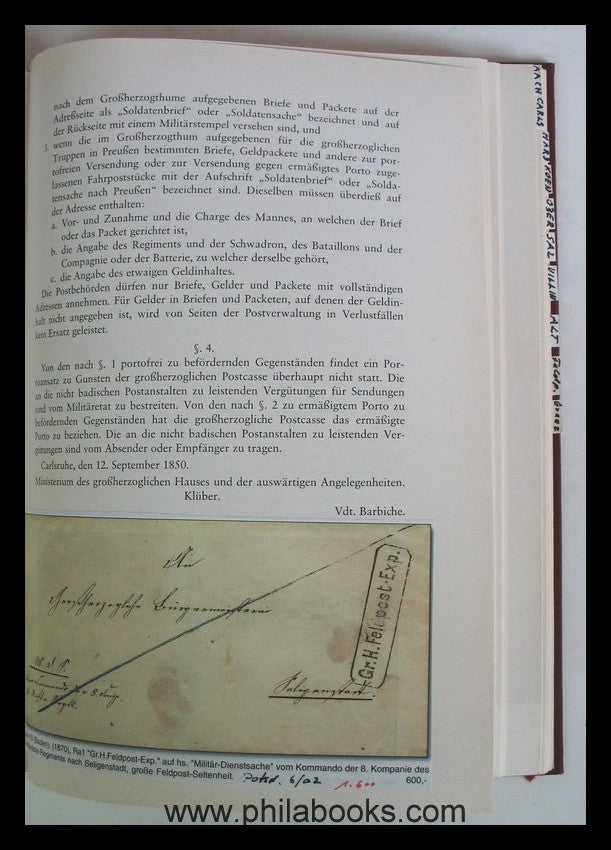 nach dem Großherzogthume aufgegebenen Briefe und Packete auf der
Adreßseite als „Soldatenbrief“ oder „Soldatensache“ bezeichnet und auf
der Rückseite mit einem Militärstempel versehen sind, und
3. wenn die im Großherzogthum aufgegebenen für die großherzoglichen
Truppen in Preußen bestimmten Briefe, Geldpackete und andere zur por-
tofreien Versendung oder zur Versendung gegen ermäßigtes Porto zuge-
lassenen Fahrpoststücke mit der Aufschrift „Soldatenbrief“ oder „Solda-
tensache nach Preußen“ bezeichnet sind. Dieselben müssen überdieß auf
der Adresse enthalten:
a. Vor- und Zunahme und die Charge des Mannes, an welchen der Brief
oder das Packet gerichtet ist,
b. die Angabe des Regiments und der Schwadron, des Bataillons und der
Compagnie oder der Batterie, zu welcher derselbe gehört,
c. die Angabe des etwaigen Geldinhaltes.
Die Postbehörden dürfen nur Briefe, Gelder und Packete mit vollständigen
Adressen annehmen. Für Gelder in Briefen und Packeten, auf denen der Geldin-
halt nicht angegeben ist, wird von Seiten der Postverwaltung in Verlustfällen
kein Ersatz geleistet.
§. 4.
Von den nach §. 1 portofrei zu befördernden Gegenständen findet ein Por-
toansatz zu Gunsten der großherzoglichen Postcasse überhaupt nicht statt. Die
an die nicht badischen Postanstalten zu leistenden Vergütungen für Sendungen
sind vom Militäretat zu bestreiten. Von den nach §. 2 zu ermäßigtem Porto zu
befördernden Gegenständen hat die großherzogliche Postcasse das ermäßigte
Porto zu beziehen. Die an die nicht badischen Postanstalten zu leistenden Ver-
gütungen sind vom Absender oder Empfänger zu tragen.
Carlsruhe, den 12. September 1850.
Ministerium des großherzoglichen Hauses und der auswärtigen Angelegenheiten.
Klüber.
Vdt. Barbiche.
An
Großherzogliche Bürgermeisterei
Gr.H.Feldpost-Exp.
M. d. S.
Seligenstadt
(1870), Ra1 "Gr.H.Feldpost-Exp." auf hs. "Militär-Dienstsache" vom Kommando der 8. Kompanie des
-Regiments nach Seligenstadt, große Feldpost-Seltenheit.
600,-
6/02
1.600
www.philabooks.com